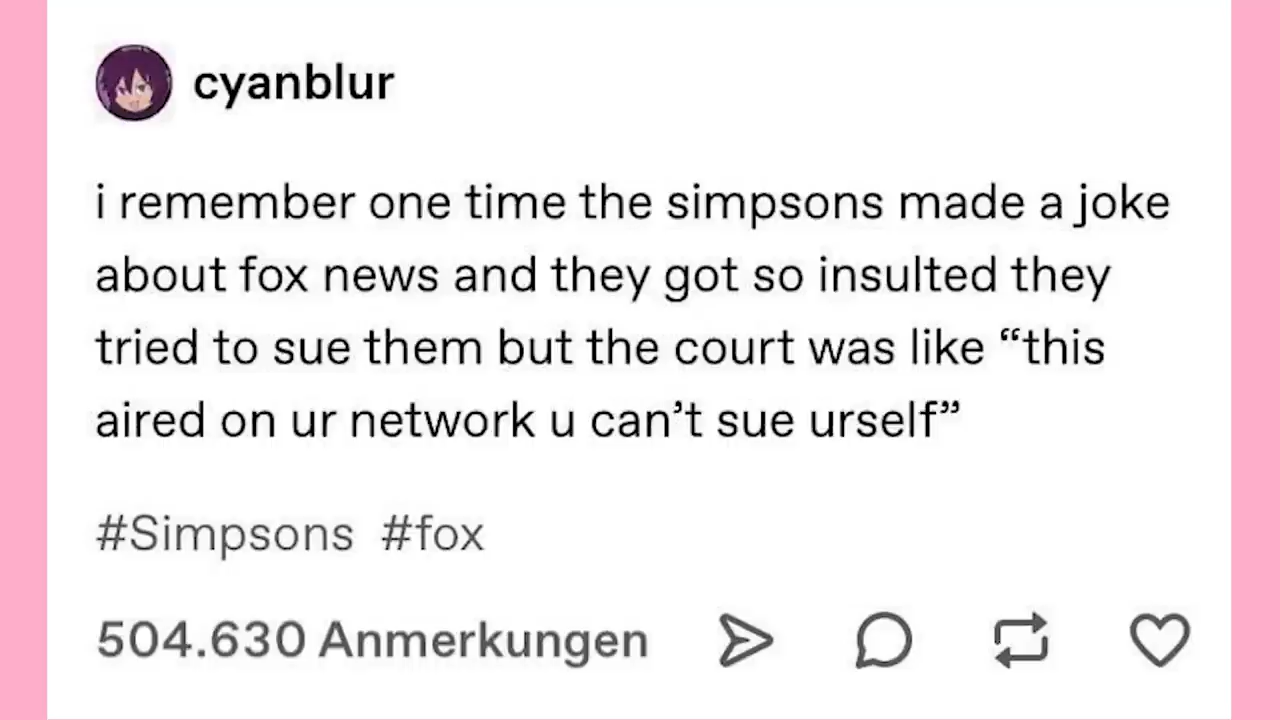 cyanblur
i remember one time the simpsons made a joke
about fox news and they got so insulted they
tried to sue them but the court was like “this
aired on ur network u can’t sue urself”
#Simpsons #fox
504.630 Anmerkungen